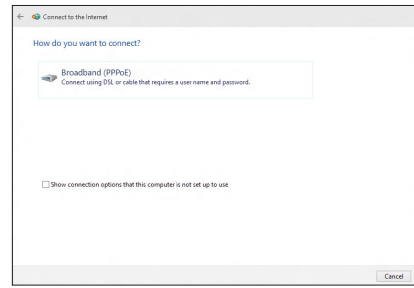 Connect to the Internet
How do you want to connect?
Broadband (PPPoE)
Connect using DSL or cable that requires a user name and password.
Show connection options that this computer is not set up to use
Cancel